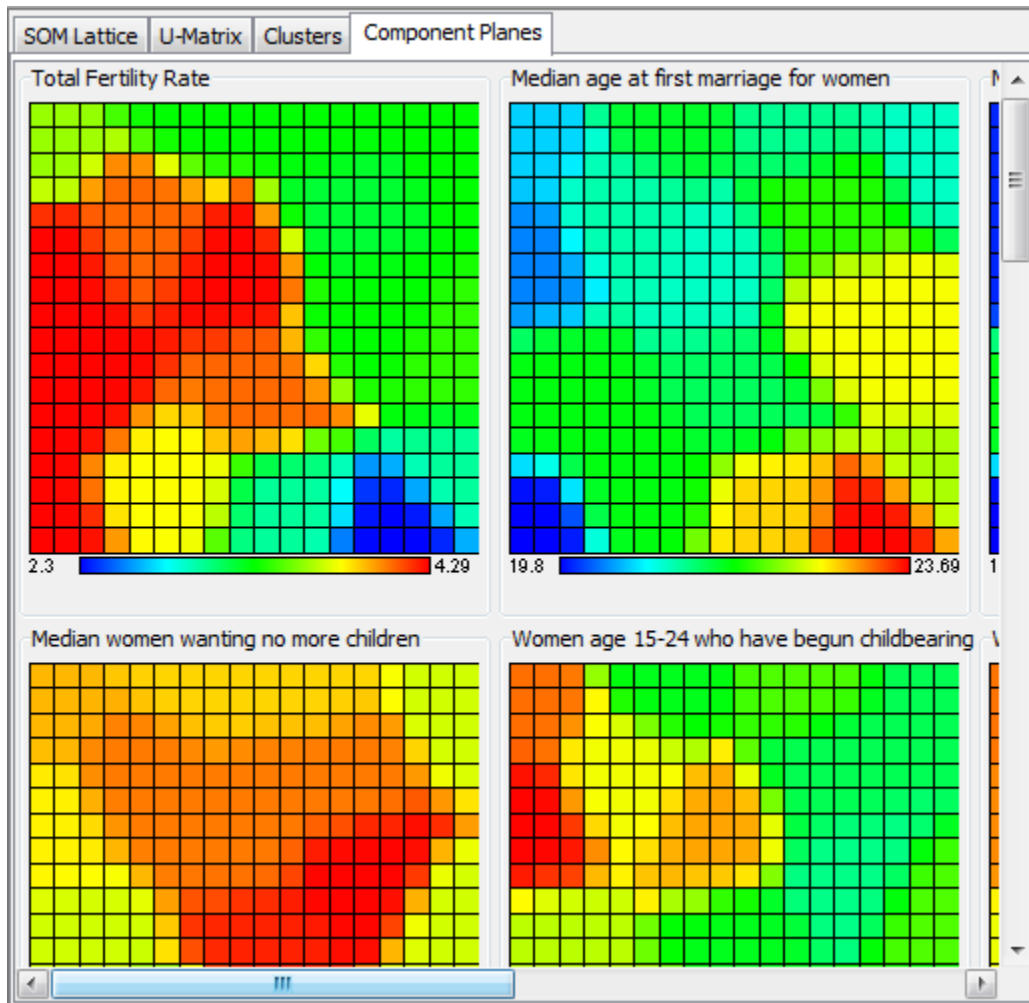 SOM Lattice U-Matrix Clusters Component Planes
Total Fertility Rate
Median age at first marriage for women
2.3 4.29
19.8 23.69
Median women wanting no more children
Women age 15-24 who have begun childbearing